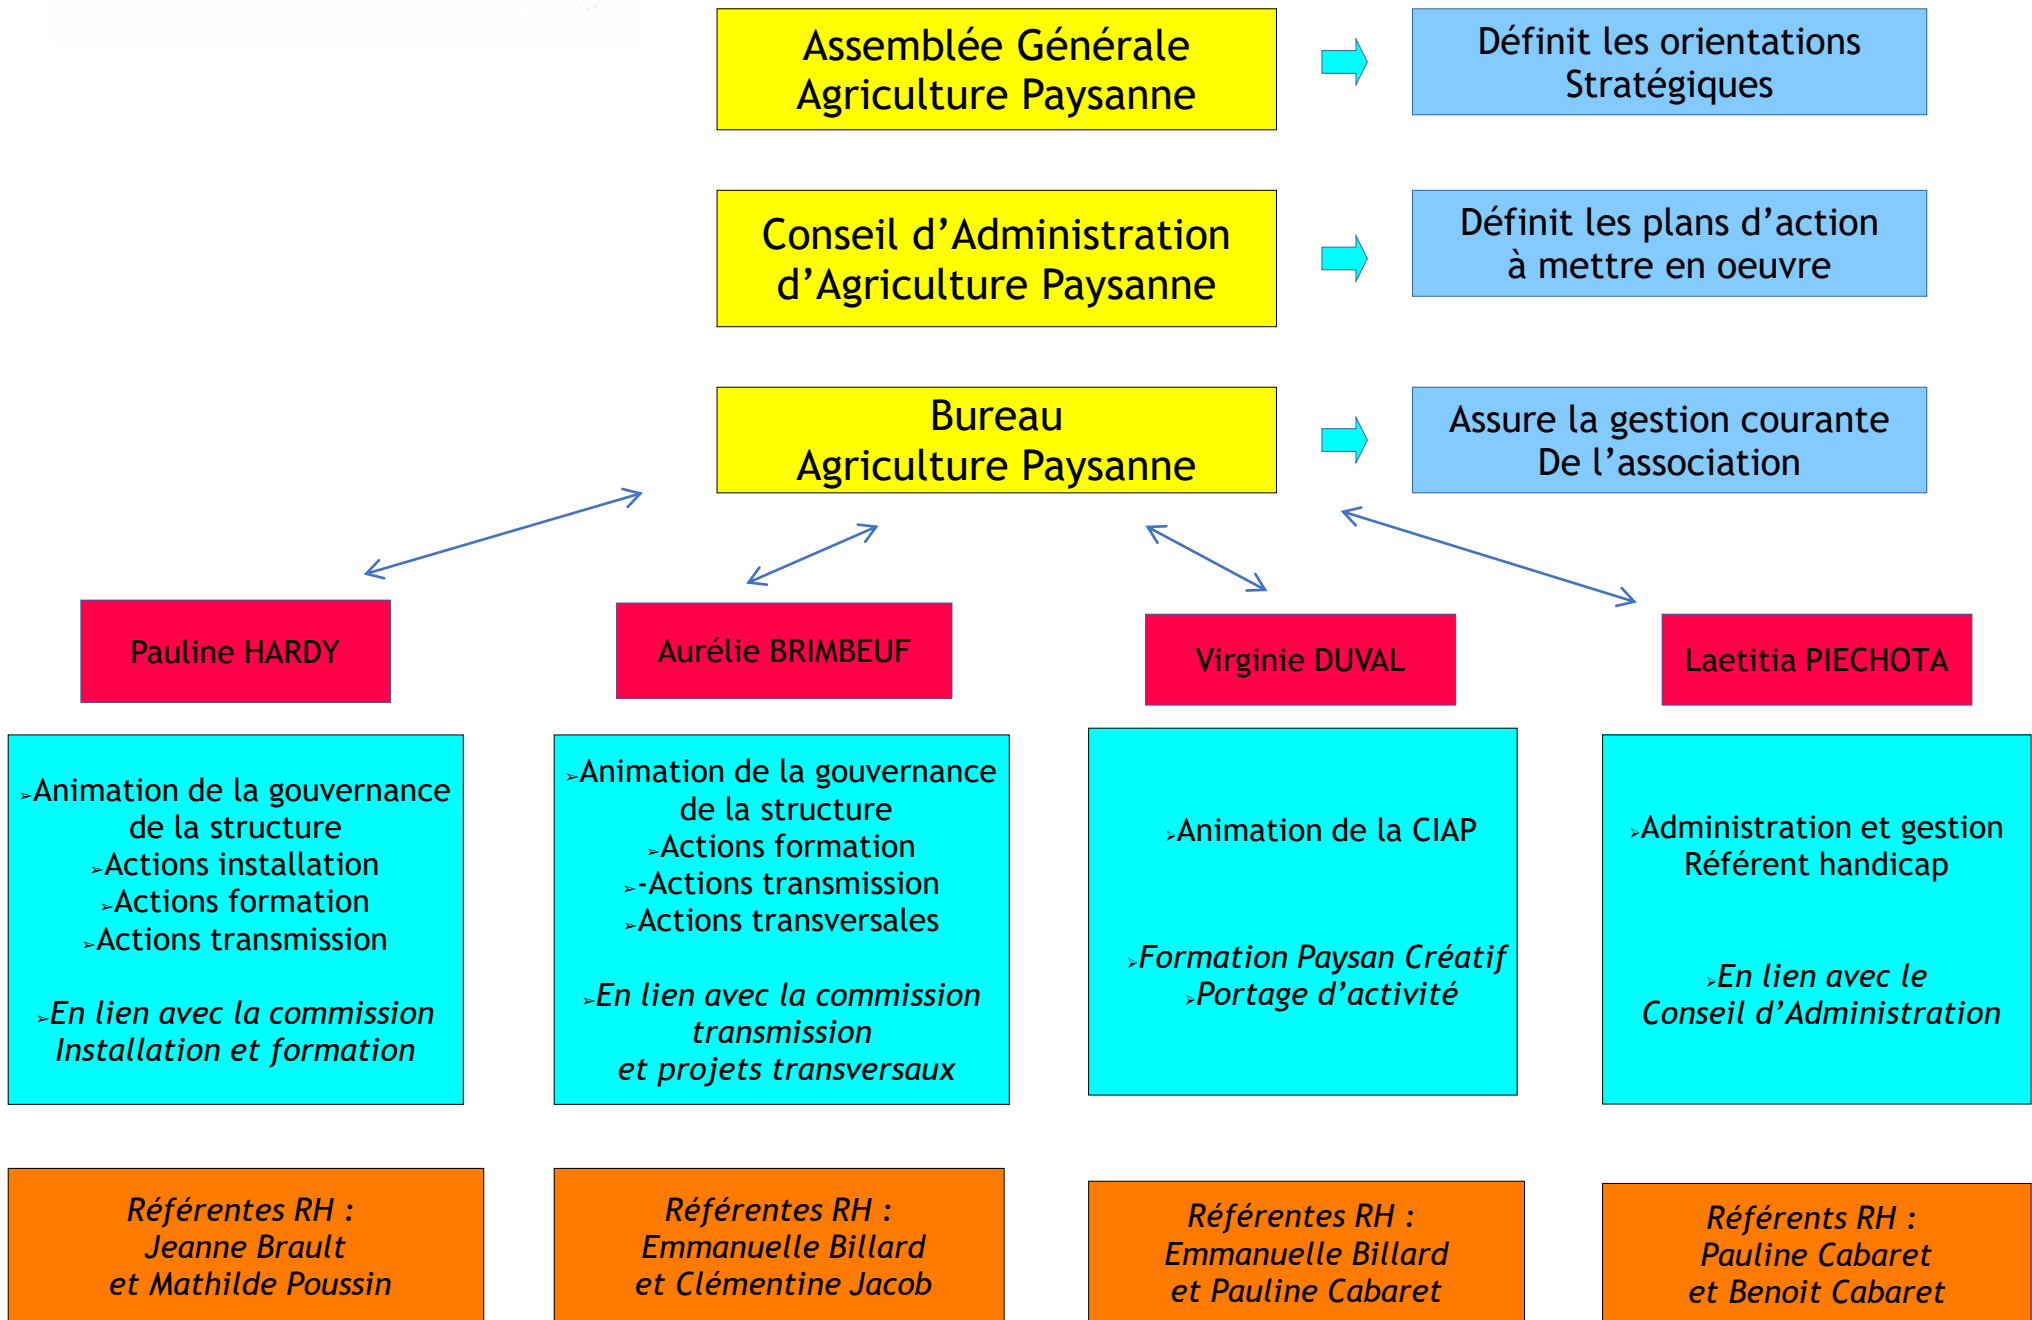 Assemblée Générale
Agriculture Paysanne
Définit les orientations
Stratégiques
Conseil d’Administration
d’Agriculture Paysanne
Définit les plans d’action
à mettre en oeuvre
Bureau
Agriculture Paysanne
Assure la gestion courante
De l’association
Pauline HARDY
Aurélie BRIMBEUF
Virginie DUVAL
Laetitia PIECHOTA
➢Animation de la gouvernance
de la structure
➢Actions installation
➢Actions formation
➢Actions transmission
➢En lien avec la commission
Installation et formation
➢Animation de la gouvernance
de la structure
➢Actions formation
➢-Actions transmission
➢Actions transversales
➢En lien avec la commission
transmission
et projets transversaux
➢Animation de la CIAP
➢Formation Paysan Créatif
➢Portage d’activité
➢Administration et gestion
Référent handicap
➢En lien avec le
Conseil d’Administration
Référentes RH :
Jeanne Brault
et Mathilde Poussin
Référentes RH :
Emmanuelle Billard
et Clémentine Jacob
Référentes RH :
Emmanuelle Billard
et Pauline Cabaret
Référents RH :
Pauline Cabaret
et Benoit Cabaret